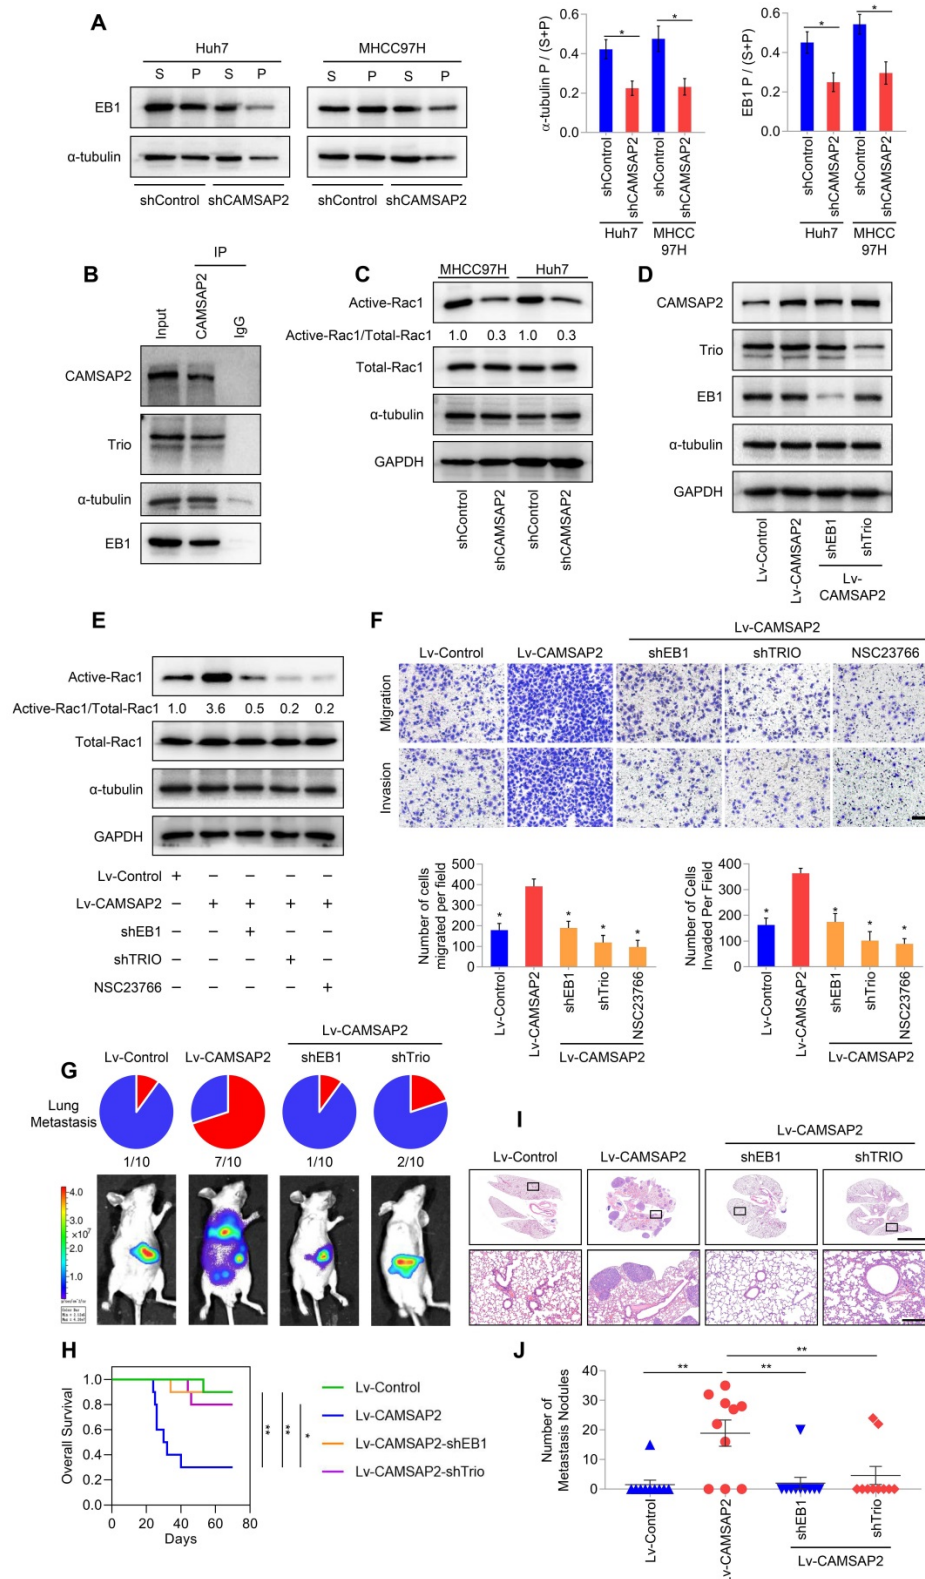 A
Huh7
MHCC97H
S P S P
S P S P
EB1
α-tubulin
shControl shCAMSAP2
shControl shCAMSAP2
α-tubulin P / (S+P)
0.6
0.4
0.2
0.0
*
*
shControl
shCAMSAP2
shControl
shCAMSAP2
Huh7
MHCC
97H
EB1 P / (S+P)
0.6
0.4
0.2
0.0
*
*
shControl
shCAMSAP2
shControl
shCAMSAP2
Huh7
MHCC
97H
B
IP
Input
CAMSAP2
IgG
CAMSAP2
Trio
α-tubulin
EB1
C
MHCC97H Huh7
Active-Rac1
Active-Rac1/Total-Rac1 1.0 0.3 1.0 0.3
Total-Rac1
α-tubulin
GAPDH
shControl
shCAMSAP2
shControl
shCAMSAP2
D
CAMSAP2
Trio
EB1
α-tubulin
GAPDH
Lv-Control
Lv-CAMSAP2
shEB1
shTrio
Lv-
CAMSAP2
E
Active-Rac1
Active-Rac1/Total-Rac1 1.0 3.6 0.5 0.2 0.2
Total-Rac1
α-tubulin
GAPDH
Lv-Control + − − − −
Lv-CAMSAP2 − + + + +
shEB1 − − + − −
shTRIO − − − + −
NSC23766 − − − − +
F
Lv-CAMSAP2
Lv-Control Lv-CAMSAP2 shEB1 shTRIO NSC23766
Migration
Invasion
Number of cells
migrated per field
500
400
300
200
100
0
*
*
*
*
Lv-Control
Lv-CAMSAP2
shEB1
shTrio
NSC23766
Lv-CAMSAP2
Number of Cells
Invaded Per Field
400
300
200
100
0
*
*
*
*
Lv-Control
Lv-CAMSAP2
shEB1
shTrio
NSC23766
Lv-CAMSAP2
G
Lv-CAMSAP2
Lv-Control Lv-CAMSAP2 shEB1 shTrio
Lung
Metastasis
1/10 7/10 1/10 2/10
4.0
3.0
2.0
×10⁷
1.0
H
Overall Survival
1.0
0.8
0.6
0.4
0.2
0.0
0 20 40 60 80
Days
**
**
*
Lv-Control
Lv-CAMSAP2
Lv-CAMSAP2-shEB1
Lv-CAMSAP2-shTrio
I
Lv-CAMSAP2
Lv-Control Lv-CAMSAP2 shEB1 shTRIO
J
Number of
Metastasis Nodules
40
30
20
10
0
**
**
**
Lv-Control
Lv-CAMSAP2
shEB1
shTrio
Lv-CAMSAP2